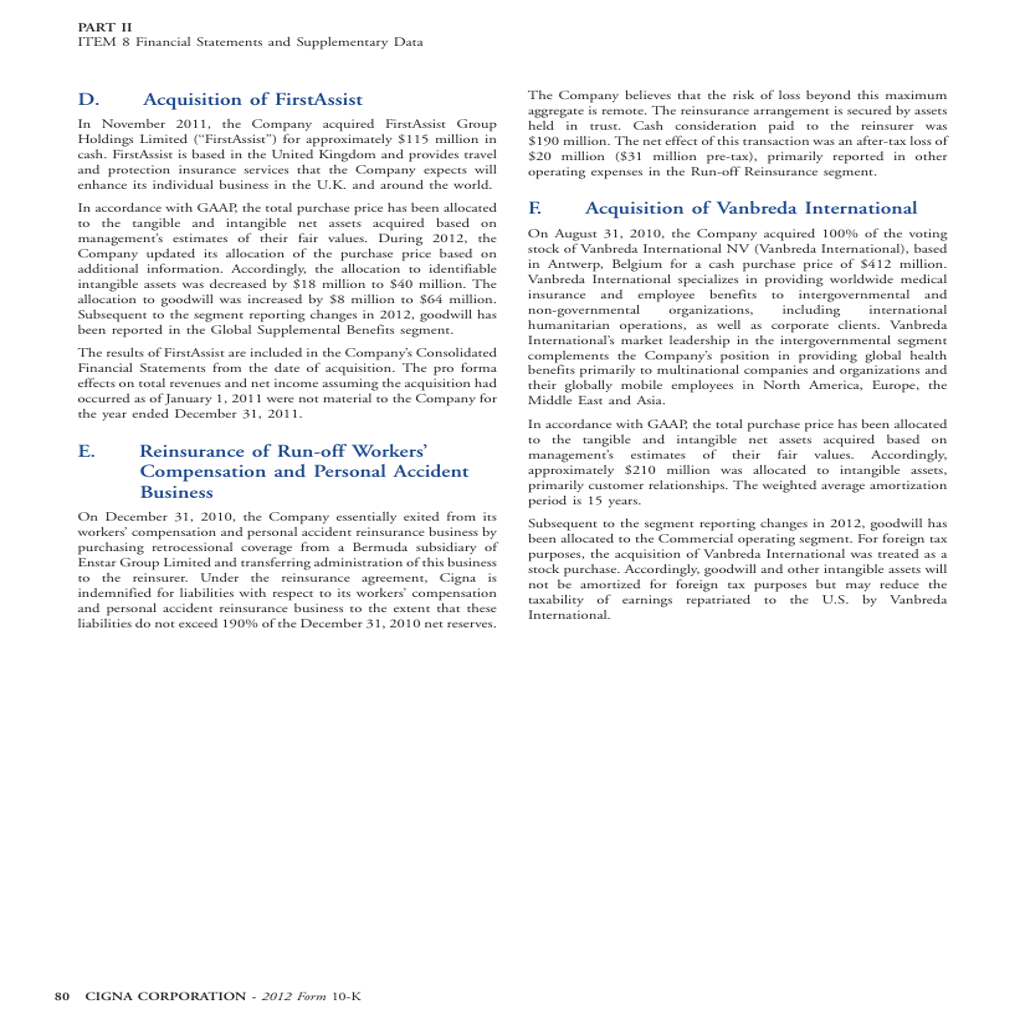 PART II
ITEM 8 Financial Statements and Supplementary Data
D. Acquisition of FirstAssist
In November 2011, the Company acquired FirstAssist Group
Holdings Limited (“FirstAssist”) for approximately $115 million in
cash. FirstAssist is based in the United Kingdom and provides travel
and protection insurance services that the Company expects will
enhance its individual business in the U.K. and around the world.
In accordance with GAAP, the total purchase price has been allocated
to the tangible and intangible net assets acquired based on
management’s estimates of their fair values. During 2012, the
Company updated its allocation of the purchase price based on
additional information. Accordingly, the allocation to identifiable
intangible assets was decreased by $18 million to $40 million. The
allocation to goodwill was increased by $8 million to $64 million.
Subsequent to the segment reporting changes in 2012, goodwill has
been reported in the Global Supplemental Benefits segment.
The results of FirstAssist are included in the Company’s Consolidated
Financial Statements from the date of acquisition. The pro forma
effects on total revenues and net income assuming the acquisition had
occurred as of January 1, 2011 were not material to the Company for
the year ended December 31, 2011.
E. Reinsurance of Run-off Workers’
Compensation and Personal Accident
Business
On December 31, 2010, the Company essentially exited from its
workers’ compensation and personal accident reinsurance business by
purchasing retrocessional coverage from a Bermuda subsidiary of
Enstar Group Limited and transferring administration of this business
to the reinsurer. Under the reinsurance agreement, Cigna is
indemnified for liabilities with respect to its workers’ compensation
and personal accident reinsurance business to the extent that these
liabilities do not exceed 190% of the December 31, 2010 net reserves.
The Company believes that the risk of loss beyond this maximum
aggregate is remote. The reinsurance arrangement is secured by assets
held in trust. Cash consideration paid to the reinsurer was
$190 million. The net effect of this transaction was an after-tax loss of
$20 million ($31 million pre-tax), primarily reported in other
operating expenses in the Run-off Reinsurance segment.
F. Acquisition of Vanbreda International
On August 31, 2010, the Company acquired 100% of the voting
stock of Vanbreda International NV (Vanbreda International), based
in Antwerp, Belgium for a cash purchase price of $412 million.
Vanbreda International specializes in providing worldwide medical
insurance and employee benefits to intergovernmental and
non-governmental organizations, including international
humanitarian operations, as well as corporate clients. Vanbreda
International’s market leadership in the intergovernmental segment
complements the Company’s position in providing global health
benefits primarily to multinational companies and organizations and
their globally mobile employees in North America, Europe, the
Middle East and Asia.
In accordance with GAAP, the total purchase price has been allocated
to the tangible and intangible net assets acquired based on
management’s estimates of their fair values. Accordingly,
approximately $210 million was allocated to intangible assets,
primarily customer relationships. The weighted average amortization
period is 15 years.
Subsequent to the segment reporting changes in 2012, goodwill has
been allocated to the Commercial operating segment. For foreign tax
purposes, the acquisition of Vanbreda International was treated as a
stock purchase. Accordingly, goodwill and other intangible assets will
not be amortized for foreign tax purposes but may reduce the
taxability of earnings repatriated to the U.S. by Vanbreda
International.
80 CIGNA CORPORATION - 2012 Form 10-K